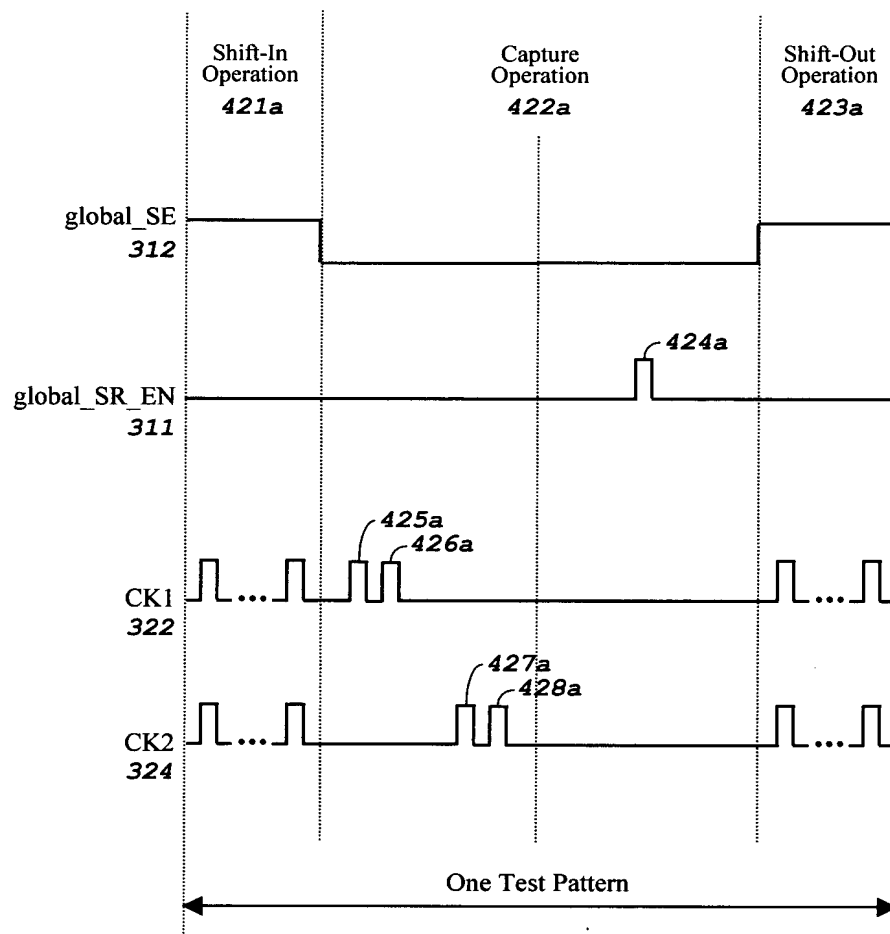 Shift-In
Operation
421a
Capture
Operation
422a
Shift-Out
Operation
423a
global_SE
312
424a
global_SR_EN
311
425a
426a
CK1
322
427a
428a
CK2
324
One Test Pattern